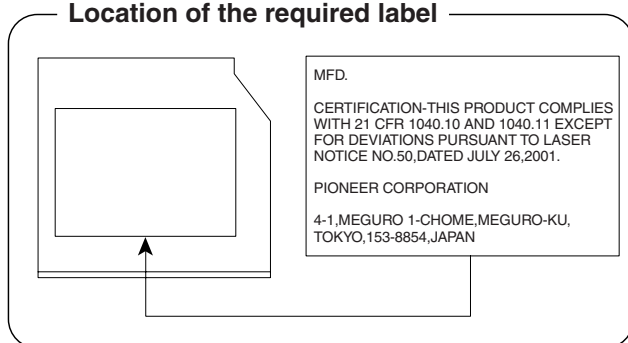 Location of the required label
MFD.
CERTIFICATION-THIS PRODUCT COMPLIES
WITH 21 CFR 1040.10 AND 1040.11 EXCEPT
FOR DEVIATIONS PURSUANT TO LASER
NOTICE NO.50,DATED JULY 26,2001.
PIONEER CORPORATION
4-1,MEGURO 1-CHOME,MEGURO-KU,
TOKYO,153-8854,JAPAN